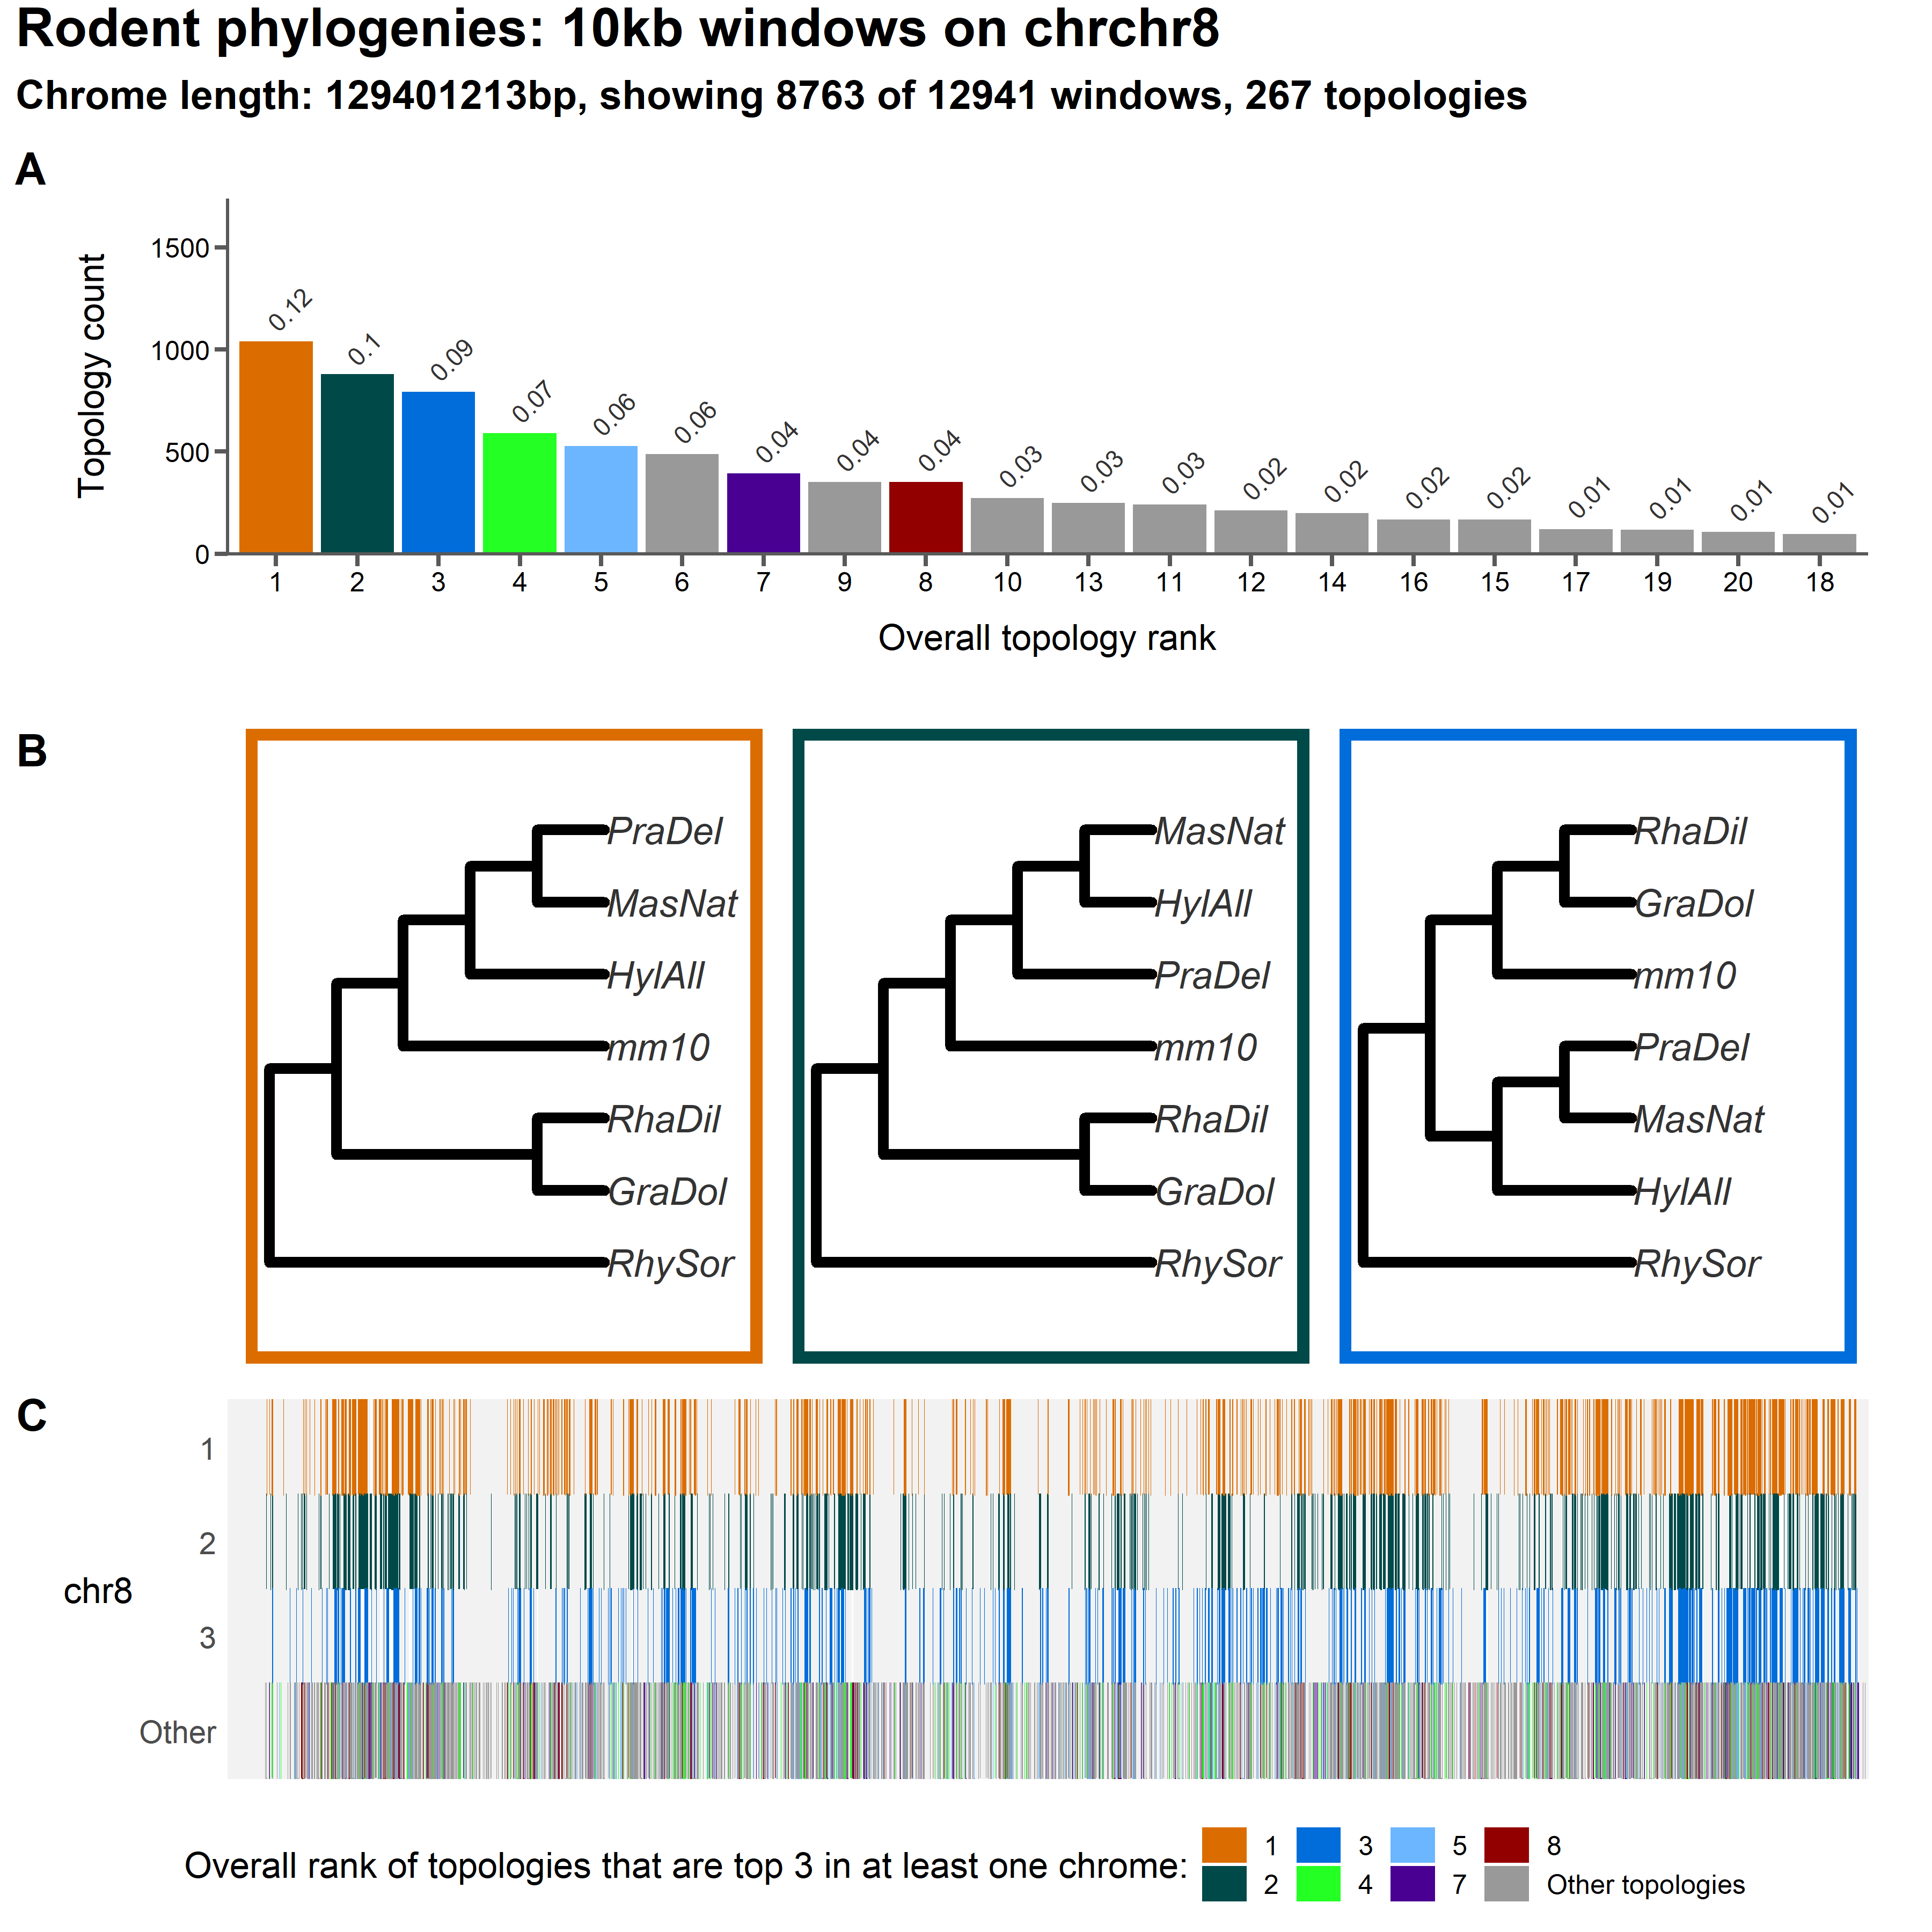 Rodent phylogenies: 10kb windows on chrchr8
Chrome length: 129401213bp, showing 8763 of 12941 windows, 267 topologies
A
Topology count
1500
1000
500
0
0.12 0.1 0.09 0.07 0.06 0.06 0.04 0.04 0.04 0.03 0.03 0.03 0.02 0.02 0.02 0.02 0.01 0.01 0.01 0.01
1 2 3 4 5 6 7 9 8 10 13 11 12 14 16 15 17 19 20 18
Overall topology rank
B
PraDel
MasNat
HylAll
mm10
RhaDil
GraDol
RhySor
MasNat
HylAll
PraDel
mm10
RhaDil
GraDol
RhySor
RhaDil
GraDol
mm10
PraDel
MasNat
HylAll
RhySor
C
chr8
1
2
3
Other
Overall rank of topologies that are top 3 in at least one chrome:
1 3 5 8
2 4 7 Other topologies